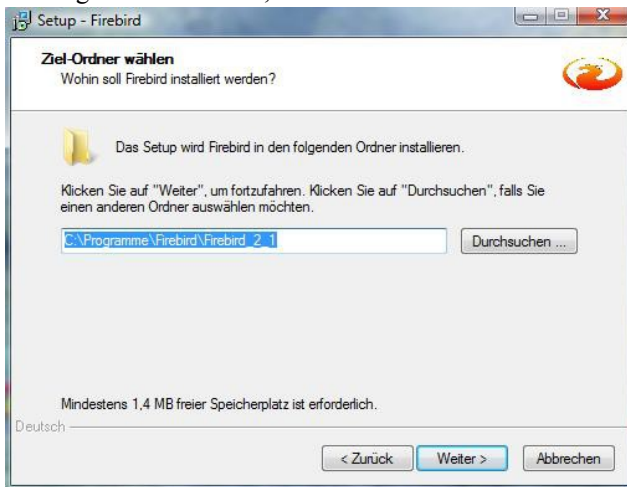 Setup - Firebird
Ziel-Ordner wählen
Wohin soll Firebird installiert werden?
Das Setup wird Firebird in den folgenden Ordner installieren.
Klicken Sie auf "Weiter", um fortzufahren. Klicken Sie auf "Durchsuchen", falls Sie
einen anderen Ordner auswählen möchten.
C:\Programme\Firebird\Firebird_2_1
Durchsuchen ...
Mindestens 1,4 MB freier Speicherplatz ist erforderlich.
Deutsch
< Zurück
Weiter >
Abbrechen